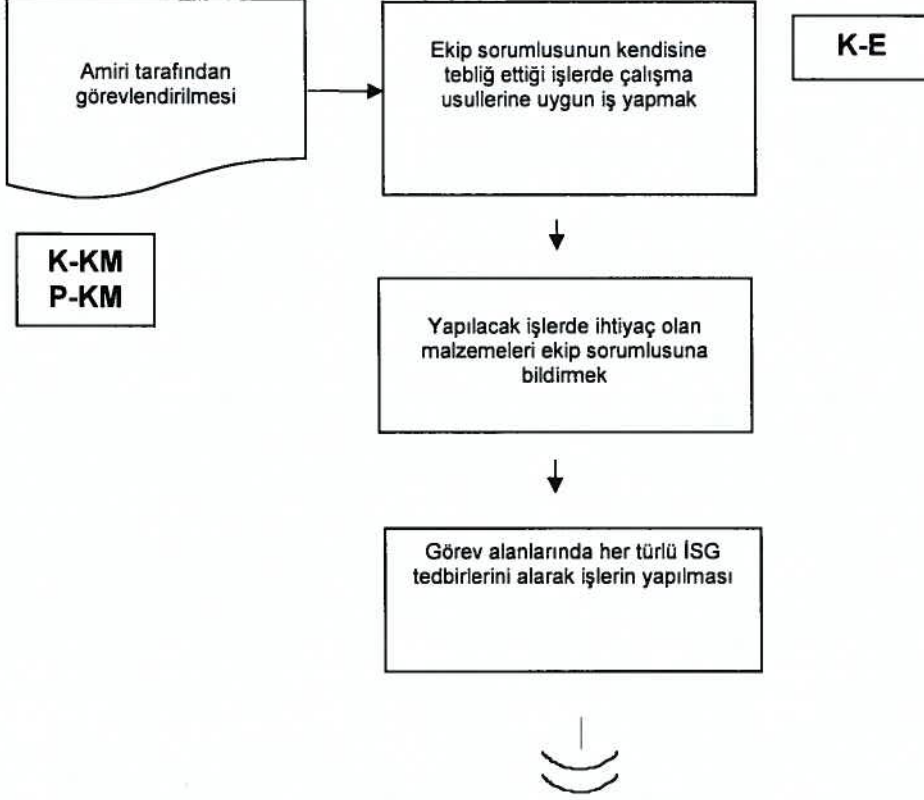 Amiri tarafından
görevlendirilmesi
Ekip sorumlusunun kendisine
tebliğ ettiği işlerde çalışma
usullerine uygun iş yapmak
K-E
K-KM
P-KM
Yapılacak işlerde ihtiyaç olan
malzemeleri ekip sorumlusuna
bildirmek
Görev alanlarında her türlü İSG
tedbirlerini alarak işlerin yapılması